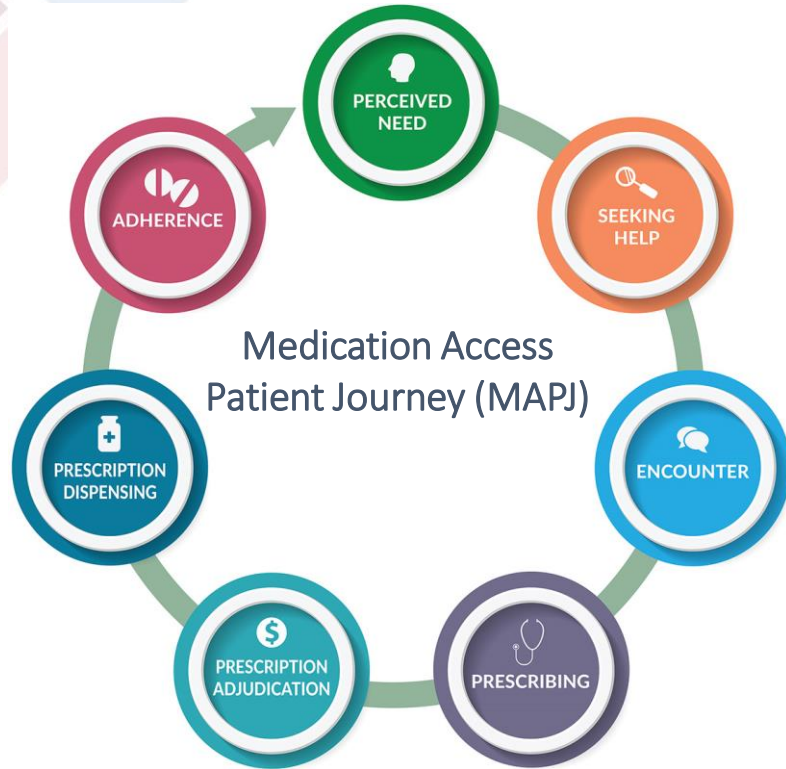 PERCEIVED
NEED
SEEKING
HELP
ENCOUNTER
PRESCRIBING
PRESCRIPTION
ADJUDICATION
PRESCRIPTION
DISPENSING
ADHERENCE
Medication Access
Patient Journey (MAPJ)